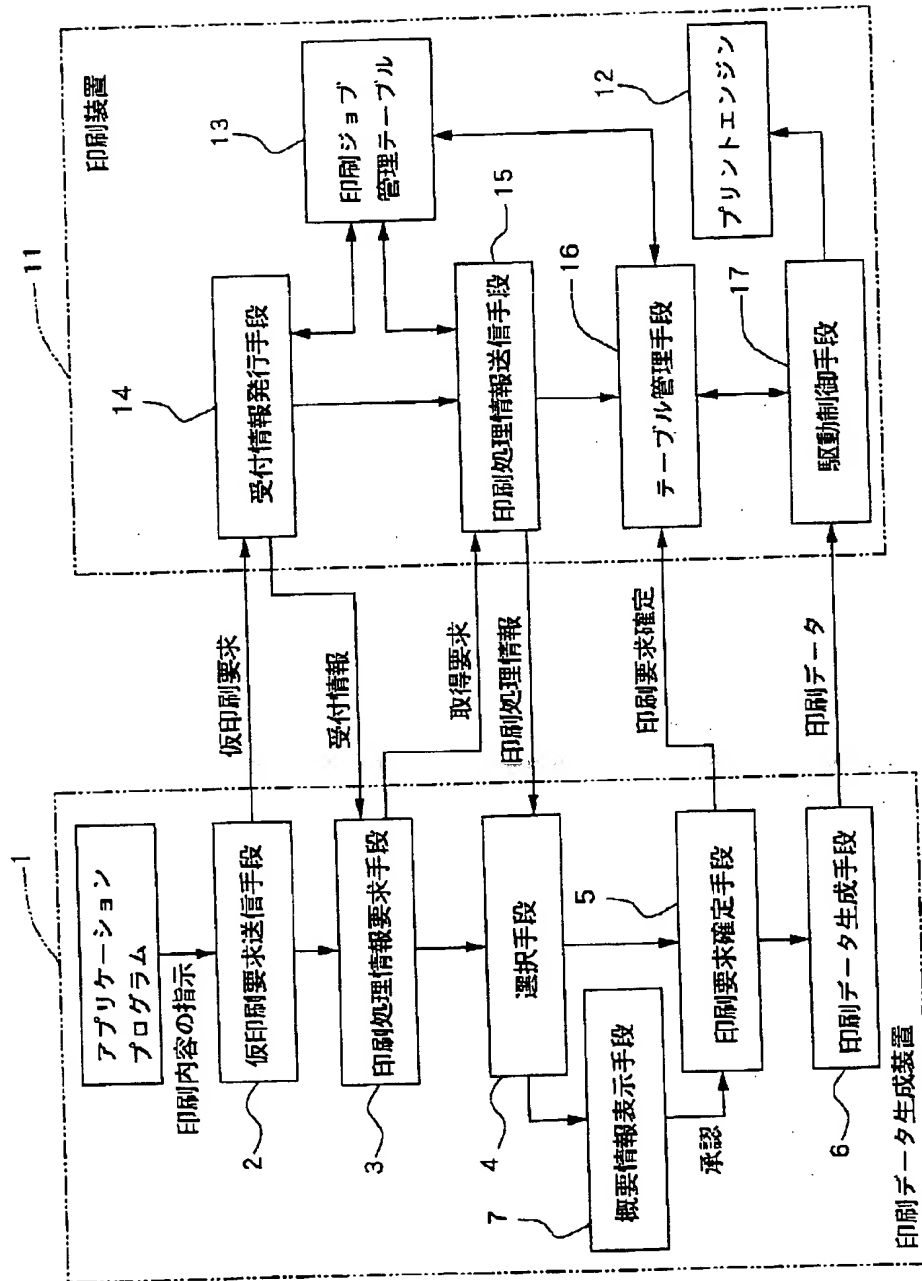 1
印刷データ生成装置
アプリケーション
プログラム
印刷内容の指示
2
仮印刷要求送信手段
3
印刷処理情報要求手段
4
選択手段
7
概要情報表示手段
承認
5
印刷要求確定手段
6
印刷データ生成手段
仮印刷要求
受付情報
取得要求
印刷処理情報
印刷要求確定
印刷データ
11
印刷装置
14
受付情報発行手段
13
印刷ジョブ
管理テーブル
15
印刷処理情報送信手段
16
テーブル管理手段
12
プリントエンジン
17
駆動制御手段